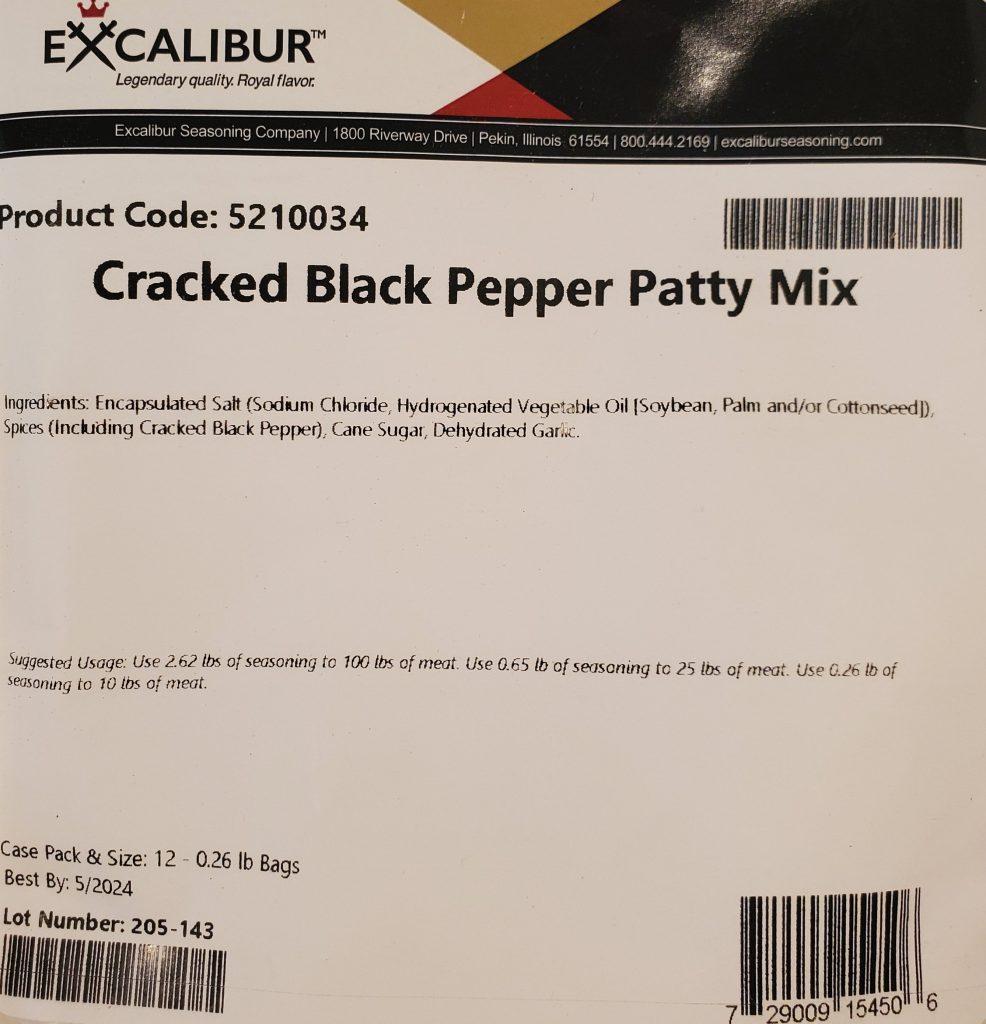 EXCALIBUR™
Legendary quality. Royal flavor.
Excalibur Seasoning Company | 1800 Riverway Drive | Pekin, Illinois 61554 | 800.444.2169 | excaliburseasoning.com
Product Code: 5210034
Cracked Black Pepper Patty Mix
Ingredients: Encapsulated Salt (Sodium Chloride, Hydrogenated Vegetable Oil [Soybean, Palm and/or Cottonseed]),
Spices (Including Cracked Black Pepper), Cane Sugar, Dehydrated Garlic.
Suggested Usage: Use 2.62 lbs of seasoning to 100 lbs of meat. Use 0.65 lb of seasoning to 25 lbs of meat. Use 0.26 lb of
seasoning to 10 lbs of meat.
Case Pack & Size: 12 - 0.26 lb Bags
Best By: 5/2024
Lot Number: 205-143
7 29009 15450 6